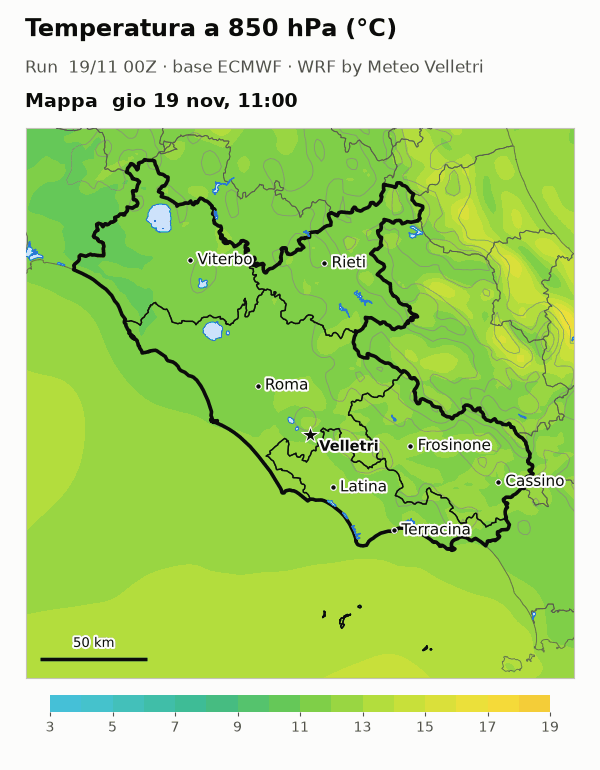 Temperatura a 850 hPa (°C)
Run  19/11 00Z · base ECMWF · WRF by Meteo Velletri
Mappa  gio 19 nov, 11:00
Viterbo
Rieti
Roma
Velletri
Frosinone
Cassino
Latina
Terracina
50 km
3 5 7 9 11 13 15 17 19